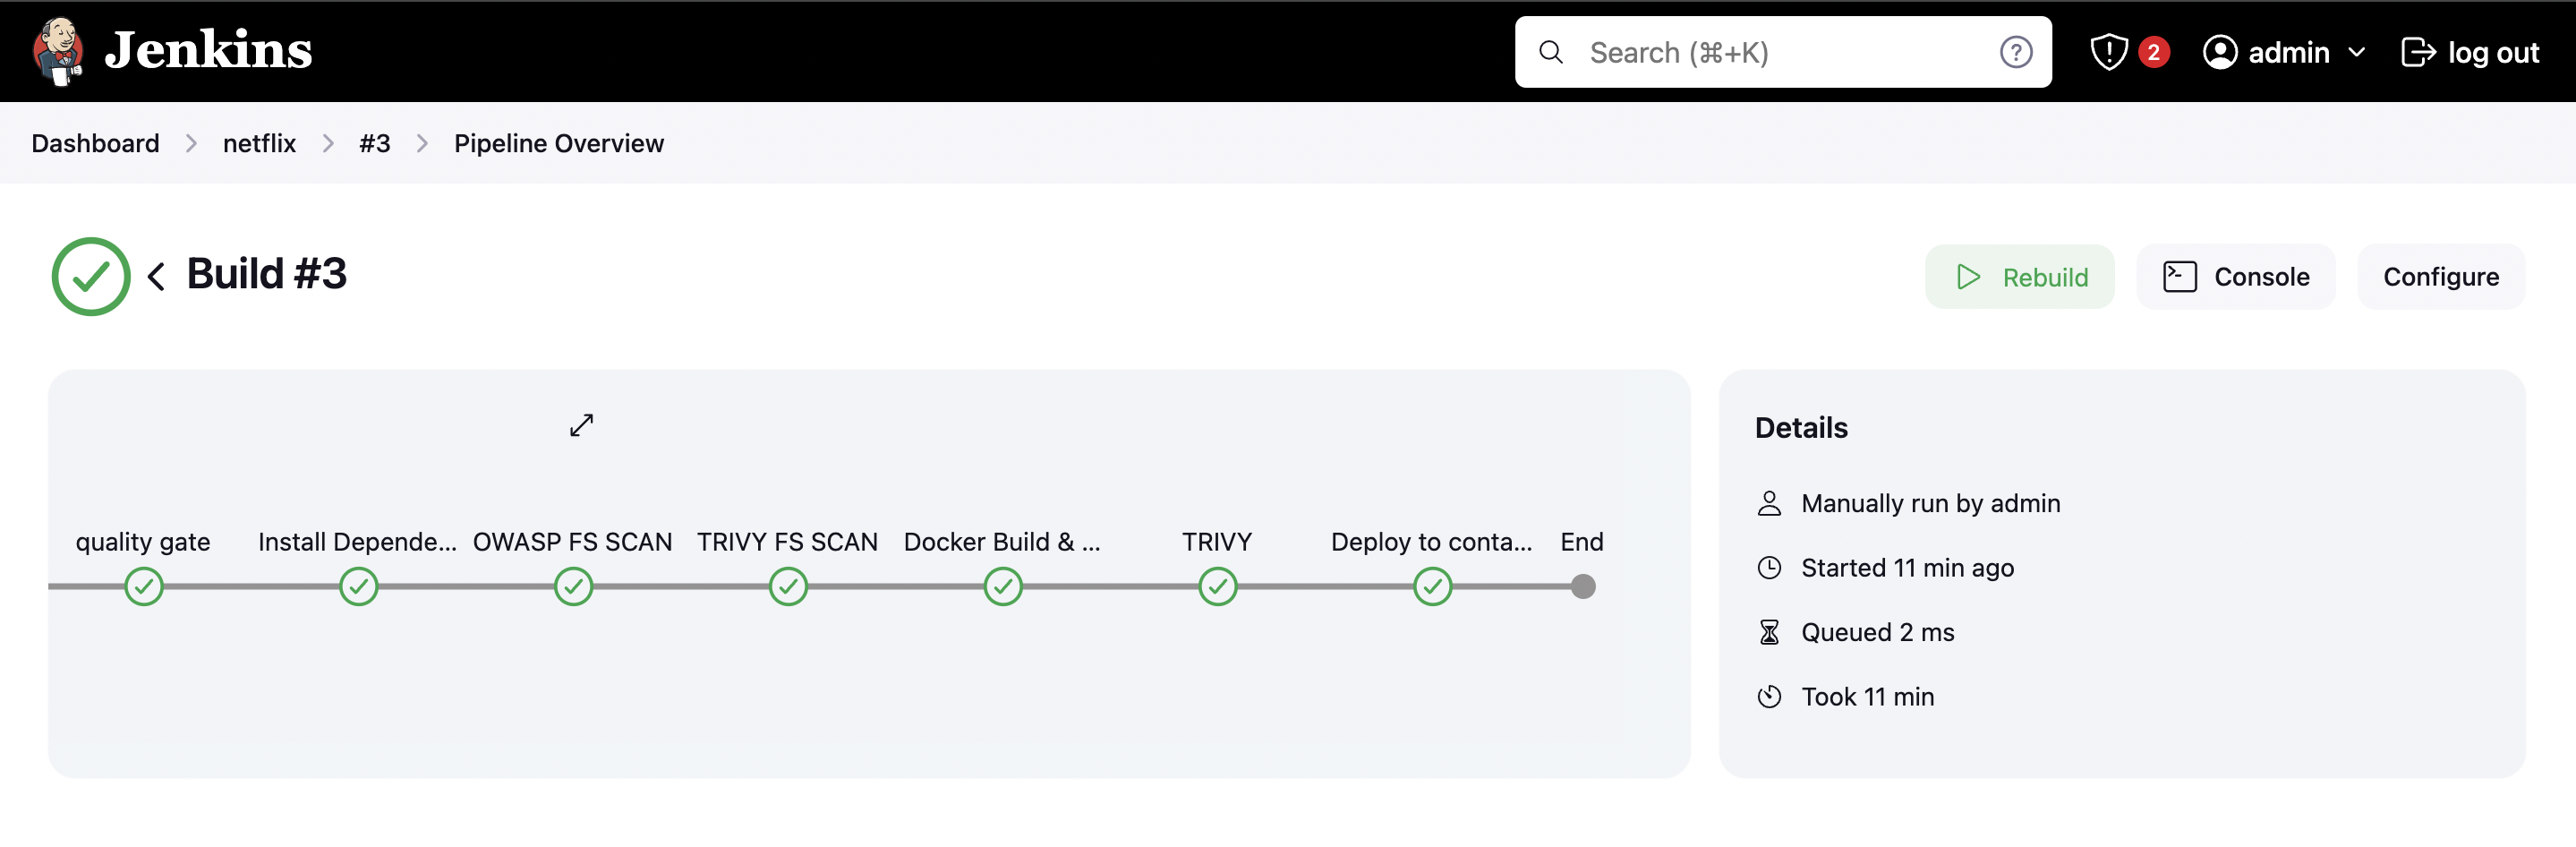 Jenkins
Search (⌘+K)
2
admin
log out
Dashboard > netflix > #3 > Pipeline Overview
Build #3
Rebuild
Console
Configure
quality gate
Install Depende...
OWASP FS SCAN
TRIVY FS SCAN
Docker Build & ...
TRIVY
Deploy to conta...
End
Details
Manually run by admin
Started 11 min ago
Queued 2 ms
Took 11 min